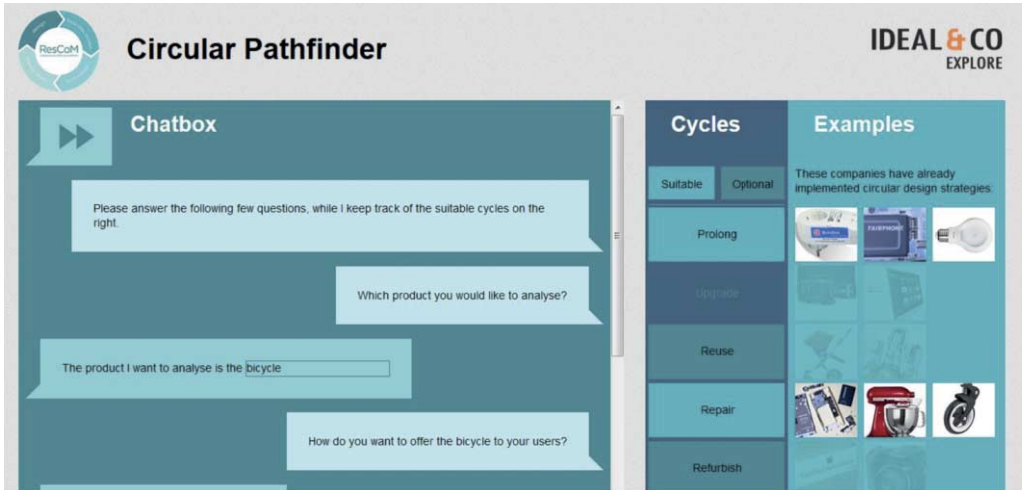 ResCoM
Circular Pathfinder
IDEAL & CO
EXPLORE
Chatbox
Please answer the following few questions, while I keep track of the suitable cycles on the
right.
Which product you would like to analyse?
The product I want to analyse is the bicycle
How do you want to offer the bicycle to your users?
Cycles
Suitable
Optional
Prolong
Upgrade
Reuse
Repair
Refurbish
Examples
These companies have already
implemented circular design strategies
FAIRPHONE